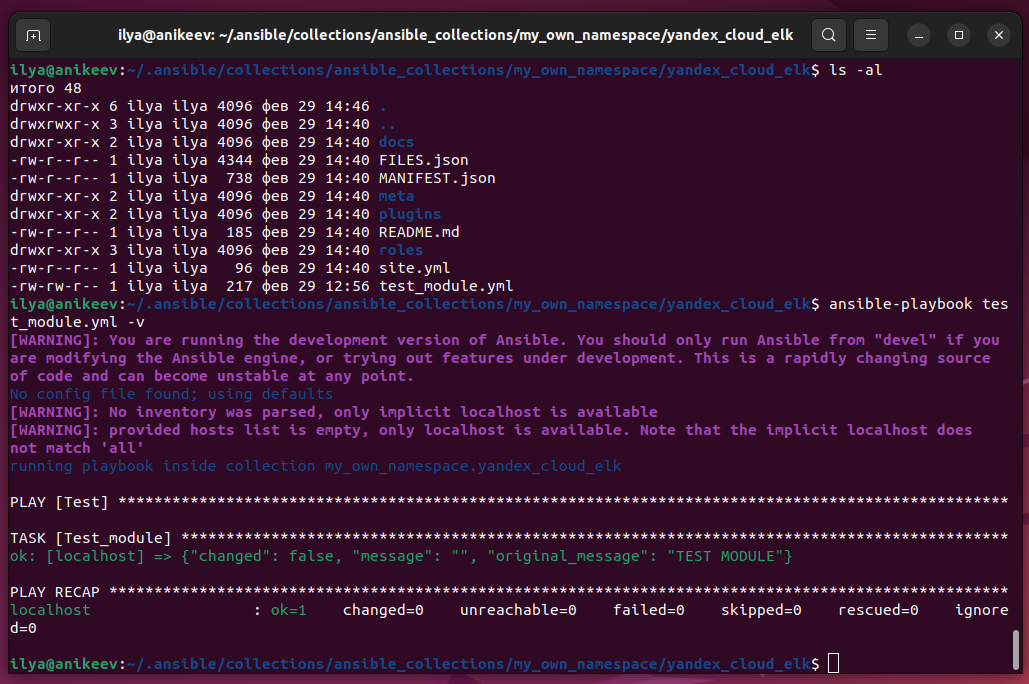 ilya@anikeev: ~/.ansible/collections/ansible_collections/my_own_namespace/yandex_cloud_elk
ilya@anikeev:~/.ansible/collections/ansible_collections/my_own_namespace/yandex_cloud_elk$ ls -al
итого 48
drwxr-xr-x 6 ilya ilya 4096 фев 29 14:46 .
drwxrwxr-x 3 ilya ilya 4096 фев 29 14:40 ..
drwxr-xr-x 2 ilya ilya 4096 фев 29 14:40 docs
-rw-r--r-- 1 ilya ilya 4344 фев 29 14:40 FILES.json
-rw-r--r-- 1 ilya ilya  738 фев 29 14:40 MANIFEST.json
drwxr-xr-x 2 ilya ilya 4096 фев 29 14:40 meta
drwxr-xr-x 2 ilya ilya 4096 фев 29 14:40 plugins
-rw-r--r-- 1 ilya ilya  185 фев 29 14:40 README.md
drwxr-xr-x 3 ilya ilya 4096 фев 29 14:40 roles
-rw-r--r-- 1 ilya ilya   96 фев 29 14:40 site.yml
-rw-rw-r-- 1 ilya ilya  217 фев 29 12:56 test_module.yml
ilya@anikeev:~/.ansible/collections/ansible_collections/my_own_namespace/yandex_cloud_elk$ ansible-playbook tes
t_module.yml -v
[WARNING]: You are running the development version of Ansible. You should only run Ansible from "devel" if you
are modifying the Ansible engine, or trying out features under development. This is a rapidly changing source
of code and can become unstable at any point.
No config file found; using defaults
[WARNING]: No inventory was parsed, only implicit localhost is available
[WARNING]: provided hosts list is empty, only localhost is available. Note that the implicit localhost does
not match 'all'
running playbook inside collection my_own_namespace.yandex_cloud_elk
PLAY [Test] ***************************************************************************************************
TASK [Test_module] ********************************************************************************************
ok: [localhost] => {"changed": false, "message": "", "original_message": "TEST MODULE"}
PLAY RECAP ****************************************************************************************************
localhost                  : ok=1    changed=0    unreachable=0    failed=0    skipped=0    rescued=0    ignore
d=0
ilya@anikeev:~/.ansible/collections/ansible_collections/my_own_namespace/yandex_cloud_elk$